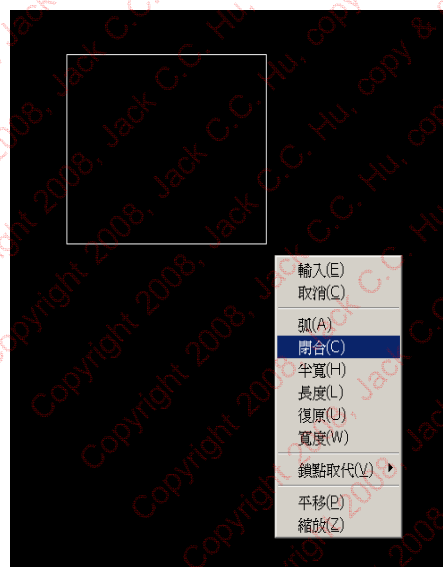 輸入(E)
取消(C)
弧(A)
閉合(C)
半寬(H)
長度(L)
復原(U)
寬度(W)
鎖點取代(V)
平移(P)
縮放(Z)
Copyright 2008, Jack C.C. Hu, copy &